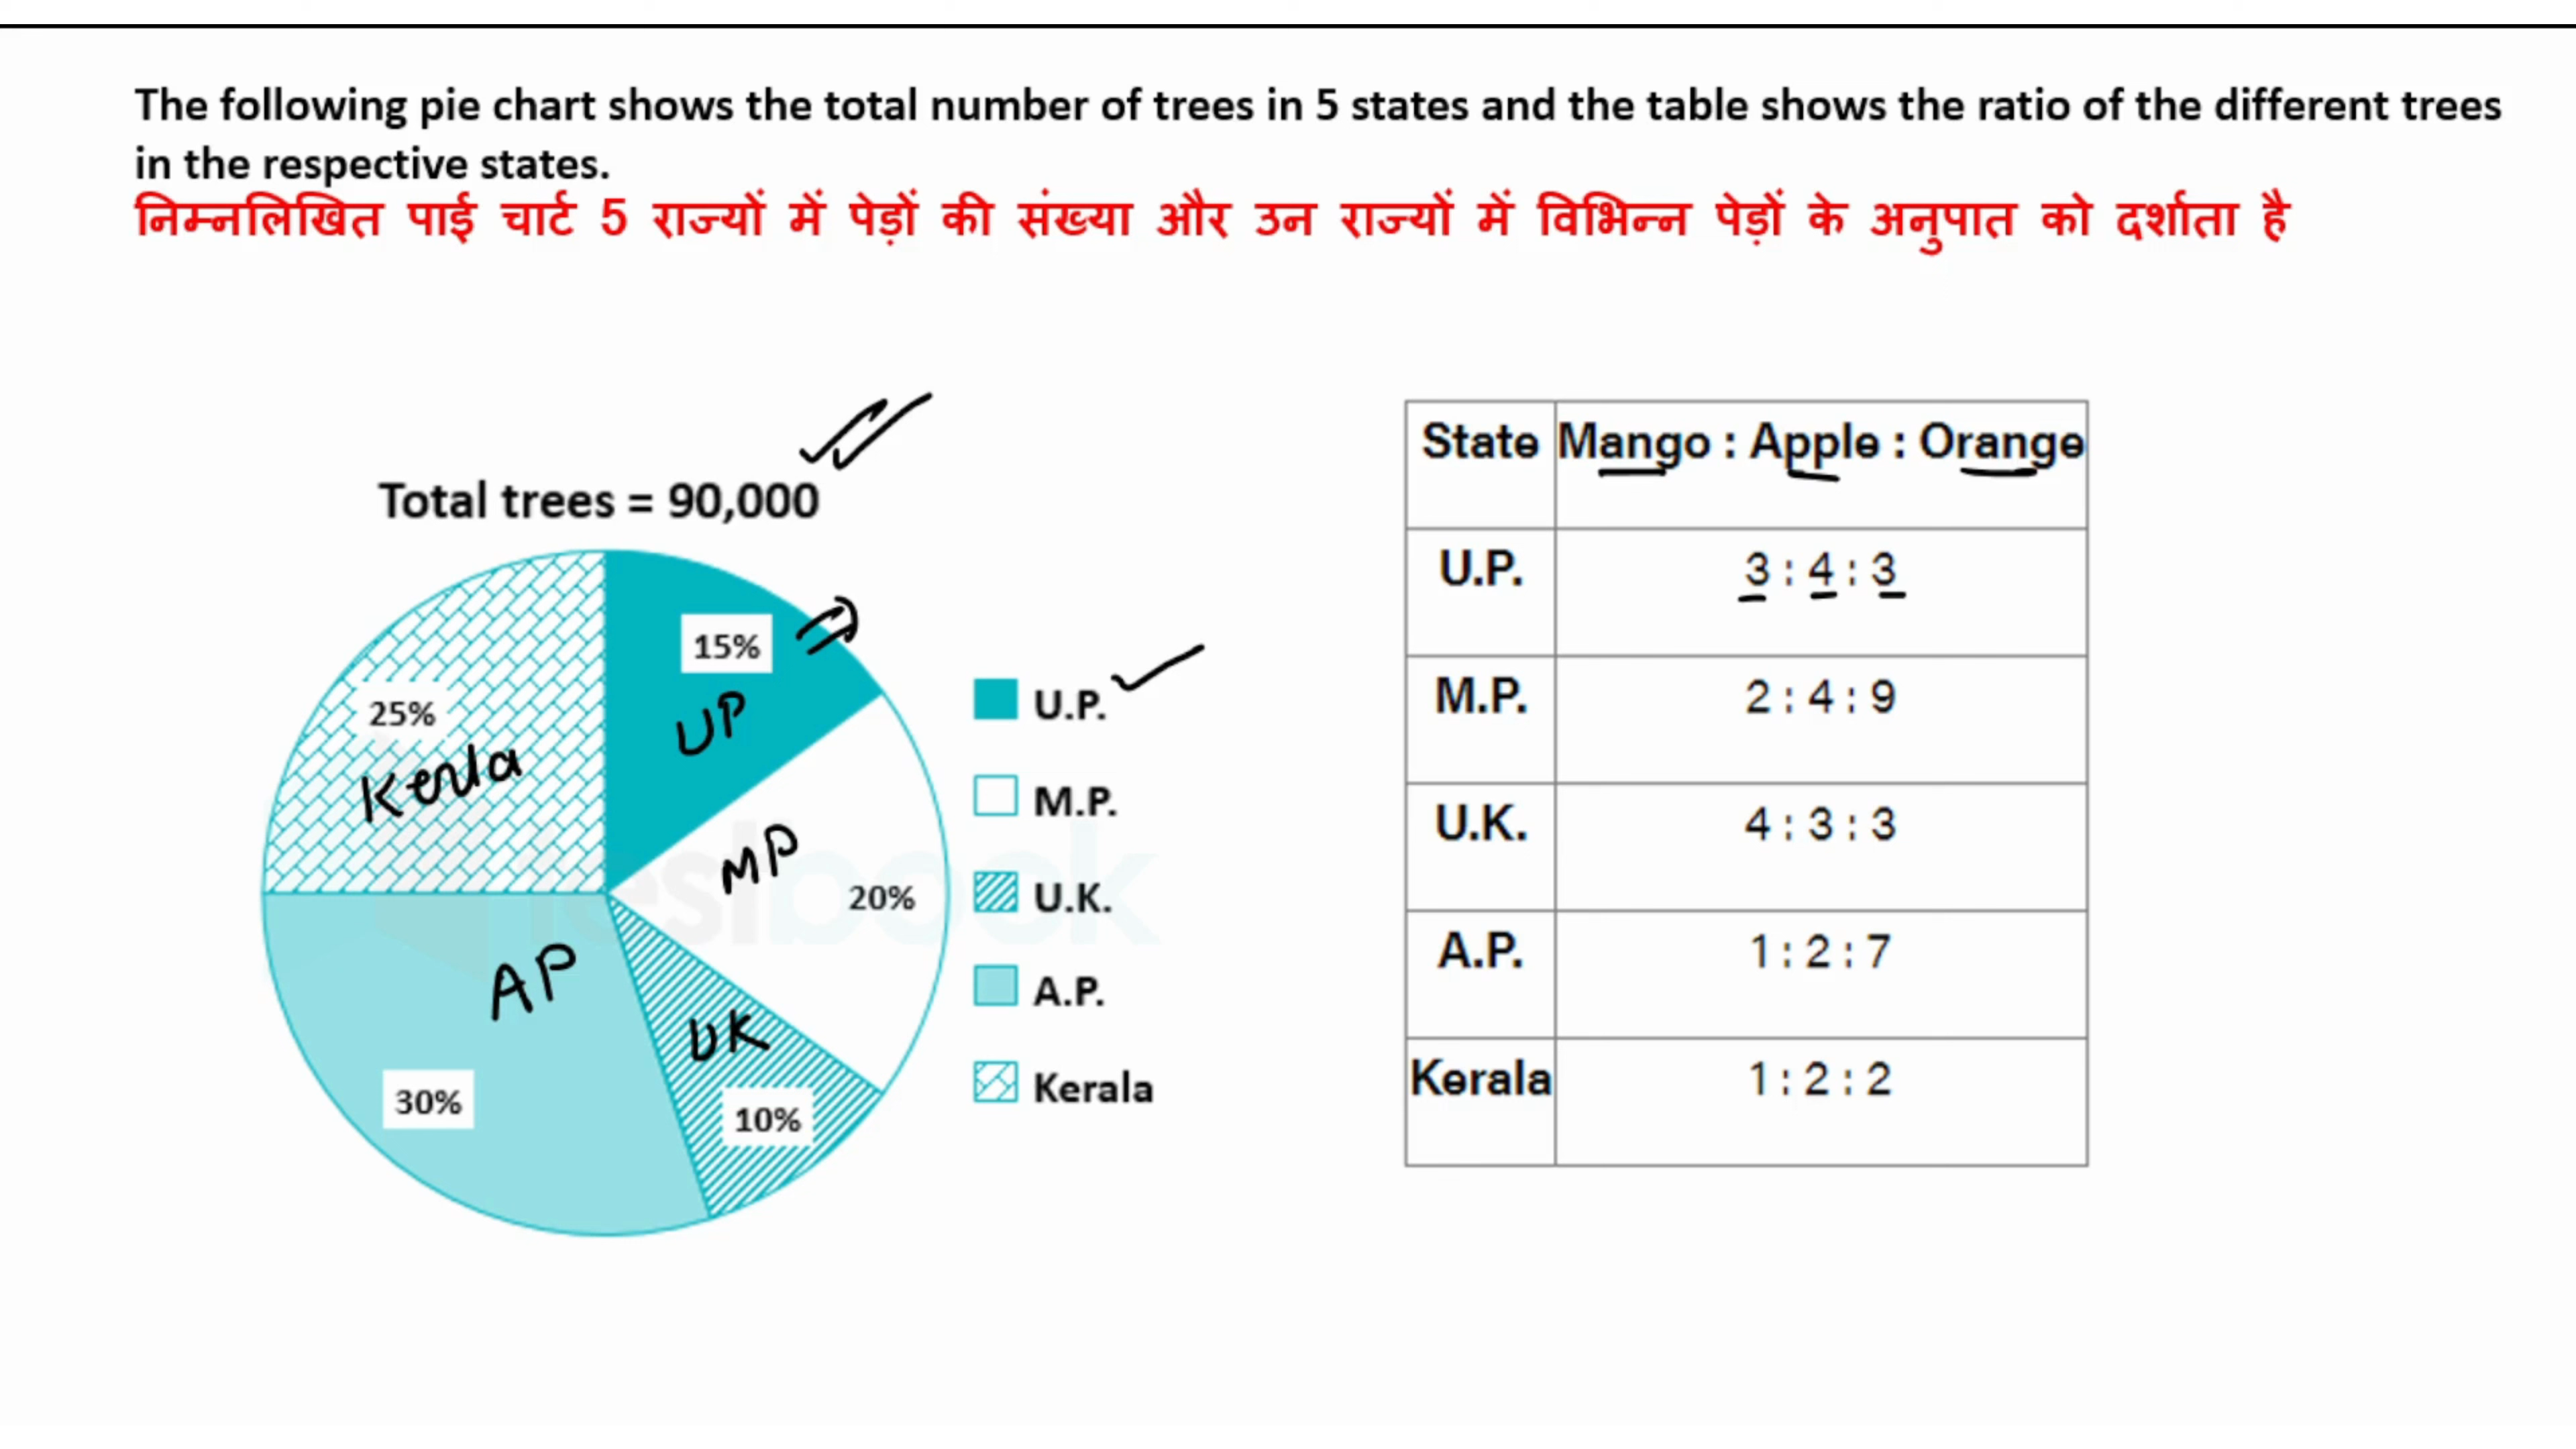 The following pie chart shows the total number of trees in 5 states and the table shows the ratio of the different trees
in the respective states.
निम्नलिखित पाई चार्ट 5 राज्यों में पेड़ों की संख्या और उन राज्यों में विभिन्न पेड़ों के अनुपात को दर्शाता है
Total trees = 90,000
15%
UP
25%
Kerala
MP
20%
AP
UK
30%
10%
U.P.
M.P.
U.K.
A.P.
Kerala
testbook
State Mango : Apple : Orange
U.P. 3 : 4 : 3
M.P. 2 : 4 : 9
U.K. 4 : 3 : 3
A.P. 1 : 2 : 7
Kerala 1 : 2 : 2